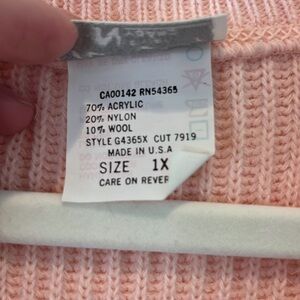 CA00142 RN54365
70% ACRYLIC
20% NYLON
10% WOOL
STYLE G4365X CUT 7919
MADE IN U.S.A
SIZE 1X
CARE ON REVER